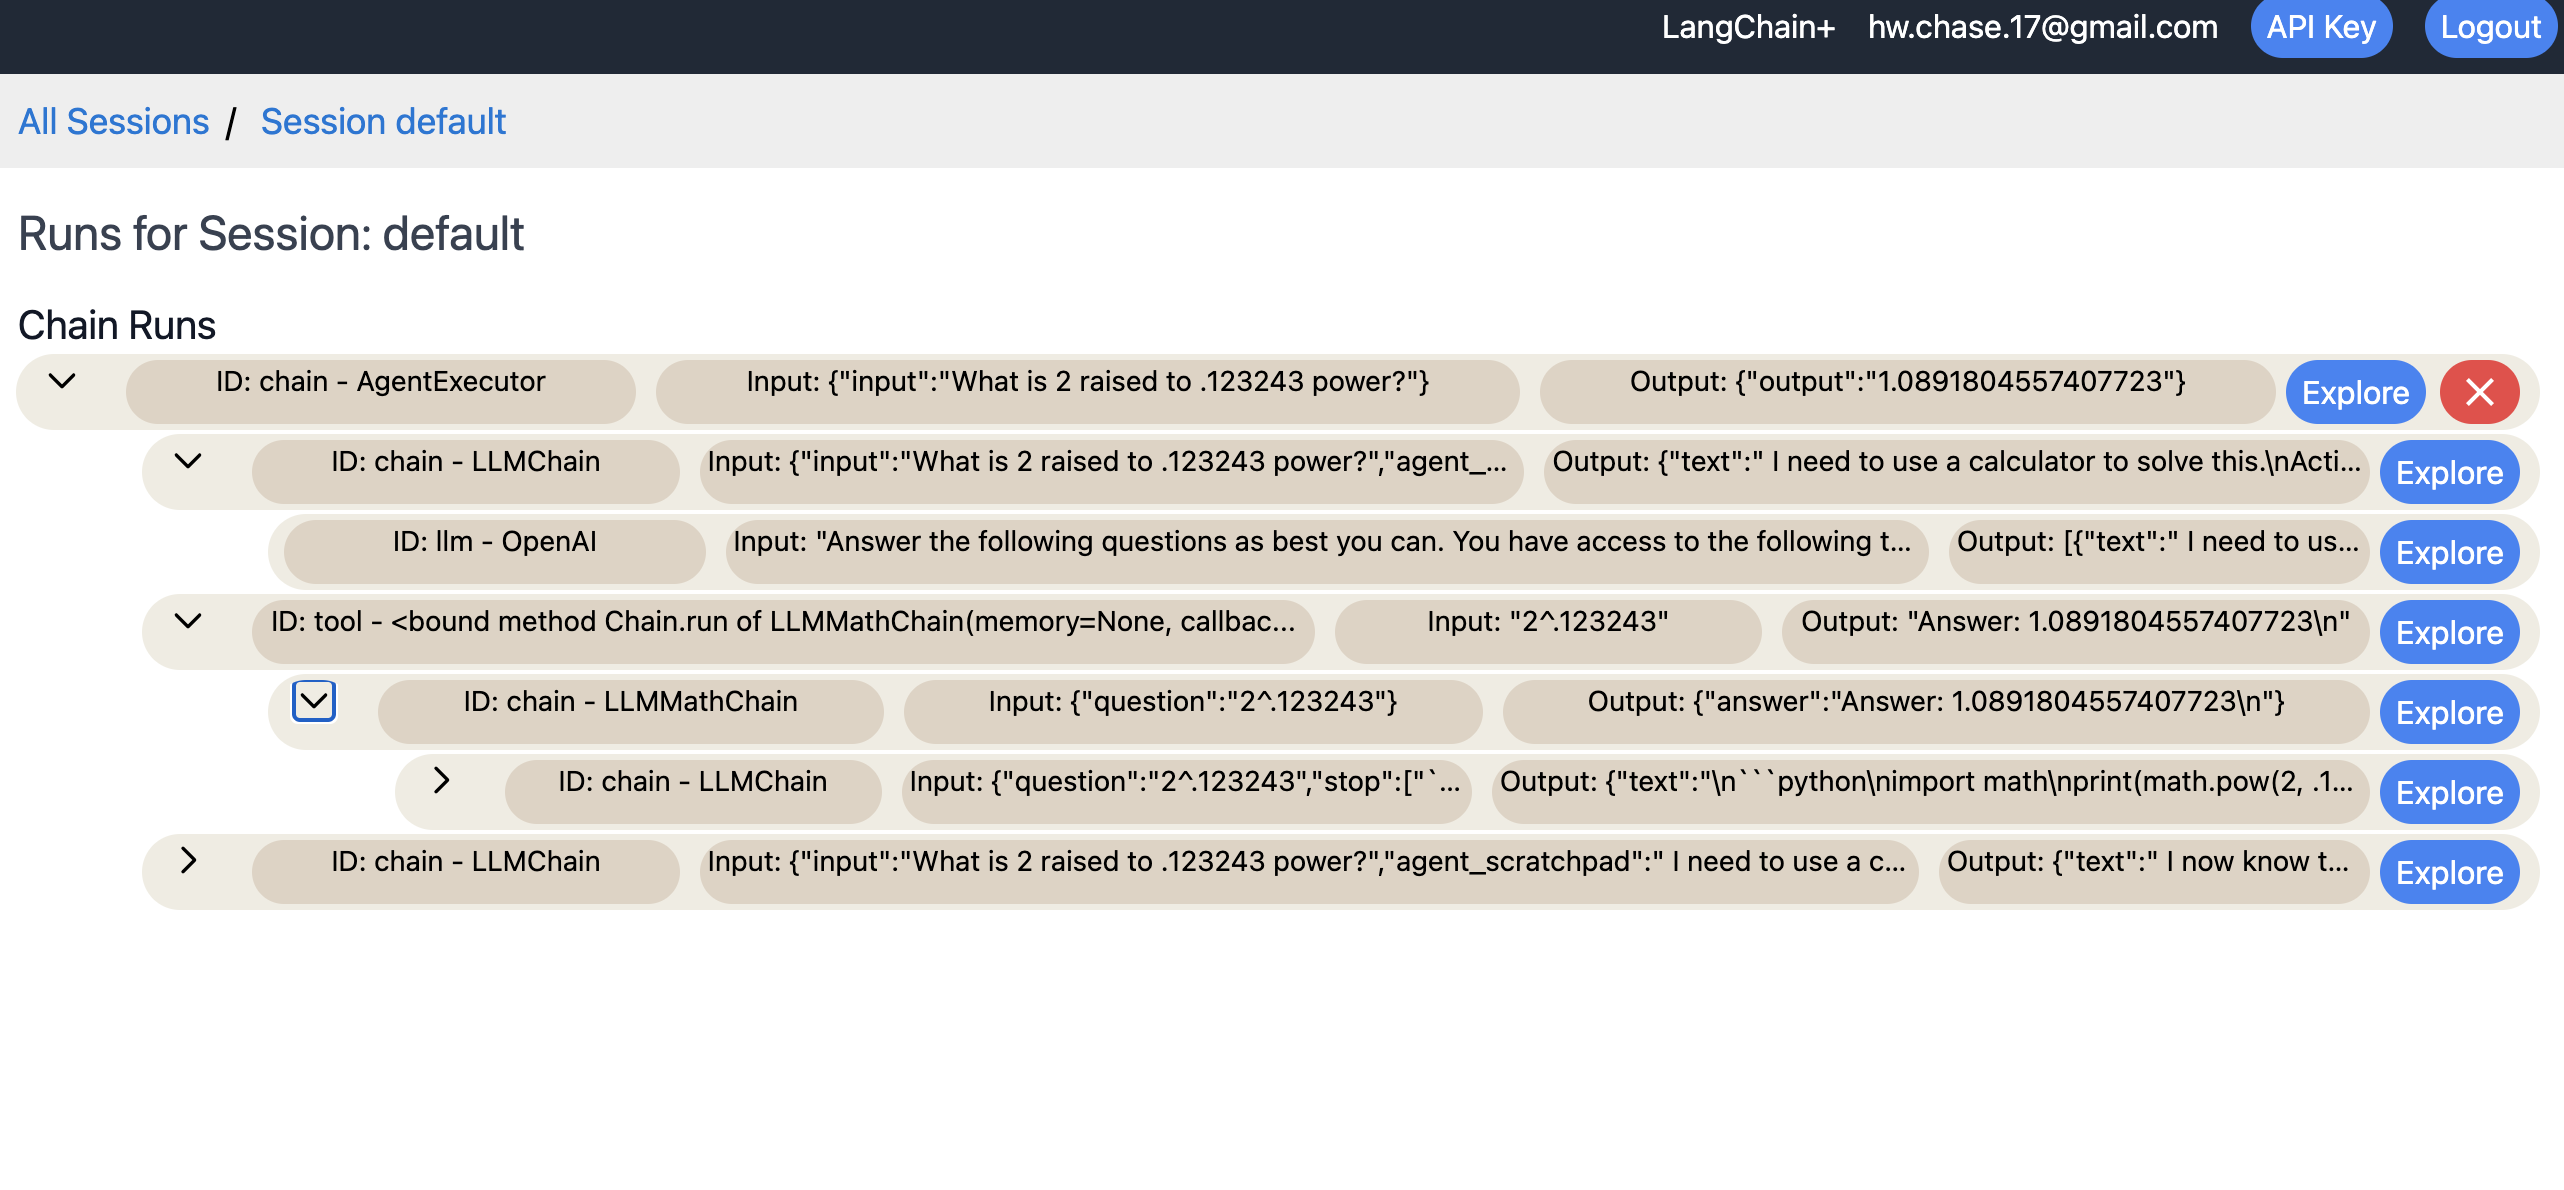 LangChain+ hw.chase.17@gmail.com API Key Logout
All Sessions / Session default
Runs for Session: default
Chain Runs
ID: chain - AgentExecutor Input: {"input":"What is 2 raised to .123243 power?"} Output: {"output":"1.0891804557407723"} Explore
ID: chain - LLMChain Input: {"input":"What is 2 raised to .123243 power?","agent_... Output: {"text":" I need to use a calculator to solve this.\nActi... Explore
ID: llm - OpenAI Input: "Answer the following questions as best you can. You have access to the following t... Output: [{"text":" I need to us... Explore
ID: tool - <bound method Chain.run of LLMMathChain(memory=None, callbac... Input: "2^.123243" Output: "Answer: 1.0891804557407723\n" Explore
ID: chain - LLMMathChain Input: {"question":"2^.123243"} Output: {"answer":"Answer: 1.0891804557407723\n"} Explore
ID: chain - LLMChain Input: {"question":"2^.123243","stop":["`... Output: {"text":"\n```python\nimport math\nprint(math.pow(2, .1... Explore
ID: chain - LLMChain Input: {"input":"What is 2 raised to .123243 power?","agent_scratchpad":" I need to use a c... Output: {"text":" I now know t... Explore